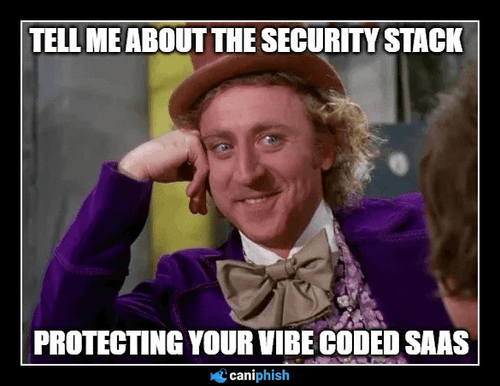 TELL ME ABOUT THE SECURITY STACK
PROTECTING YOUR VIBE CODED SAAS
caniphish